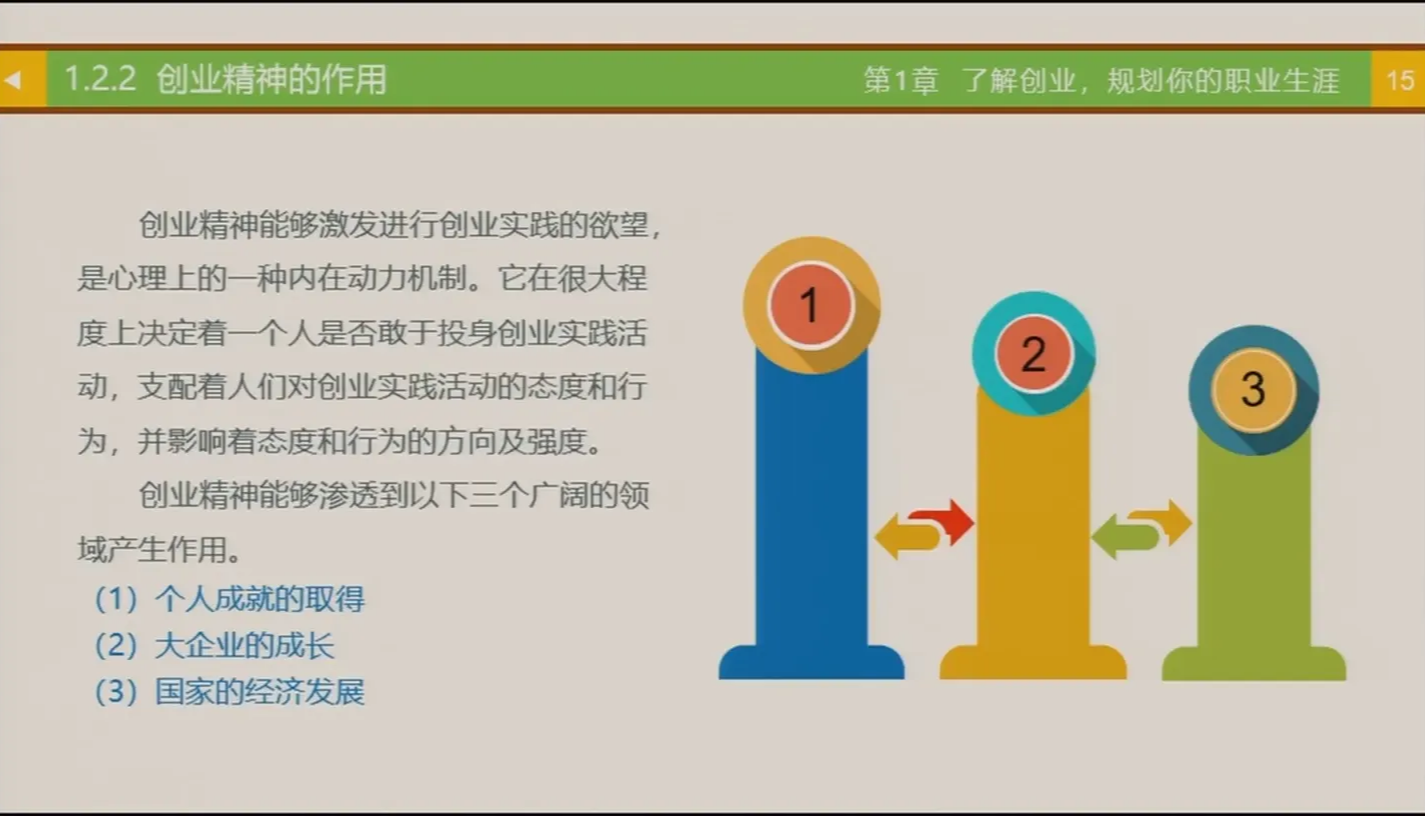 1.2.2 创业精神的作用
第1章 了解创业，规划你的职业生涯
15
创业精神能够激发进行创业实践的欲望，
是心理上的一种内在动力机制。它在很大程
度上决定着一个人是否敢于投身创业实践活
动，支配着人们对创业实践活动的态度和行
为，并影响着态度和行为的方向及强度。
创业精神能够渗透到以下三个广阔的领
域产生作用。
（1）个人成就的取得
（2）大企业的成长
（3）国家的经济发展
1
2
3